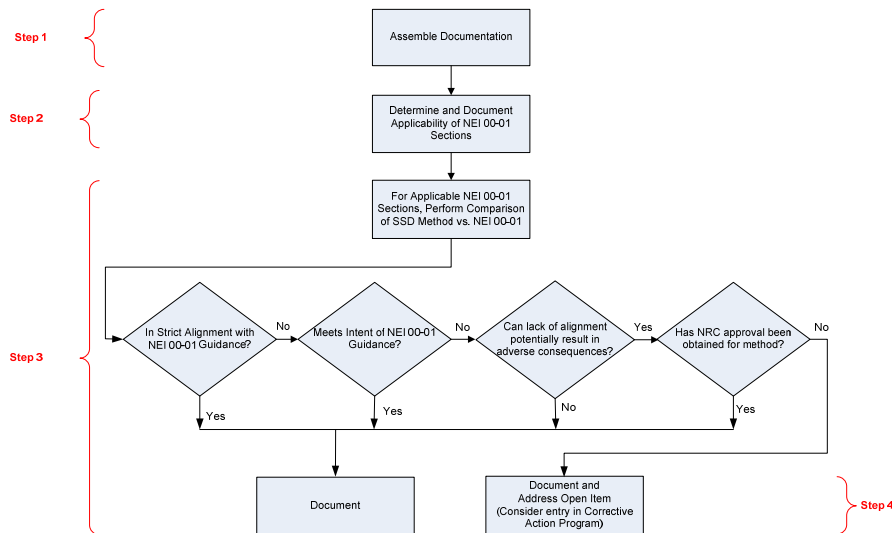 Step 1
Assemble Documentation
Step 2
Determine and Document
Applicability of NEI 00-01
Sections
For Applicable NEI 00-01
Sections, Perform Comparison
of SSD Method vs. NEI 00-01
Step 3
In Strict Alignment with
NEI 00-01 Guidance?
No
Meets Intent of NEI 00-01
Guidance?
No
Can lack of alignment
potentially result in
adverse consequences?
Yes
Has NRC approval been
obtained for method?
No
Yes
Yes
No
Yes
Document
Document and
Address Open Item
(Consider entry in Corrective
Action Program)
Step 4